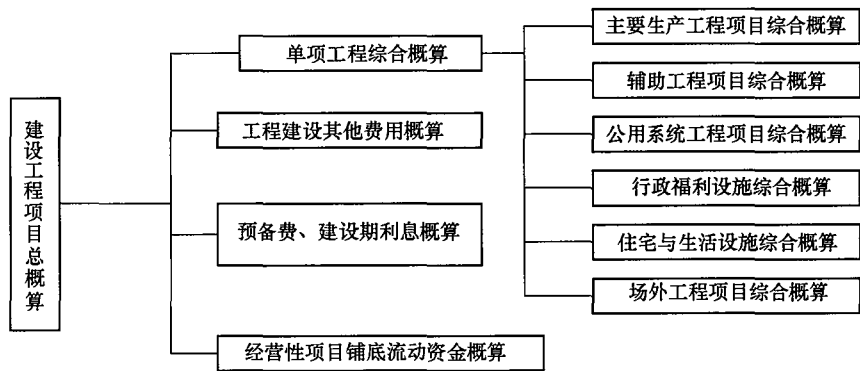 建设工程项目总概算
单项工程综合概算
工程建设其他费用概算
预备费、建设期利息概算
经营性项目铺底流动资金概算
主要生产工程项目综合概算
辅助工程项目综合概算
公用系统工程项目综合概算
行政福利设施综合概算
住宅与生活设施综合概算
场外工程项目综合概算